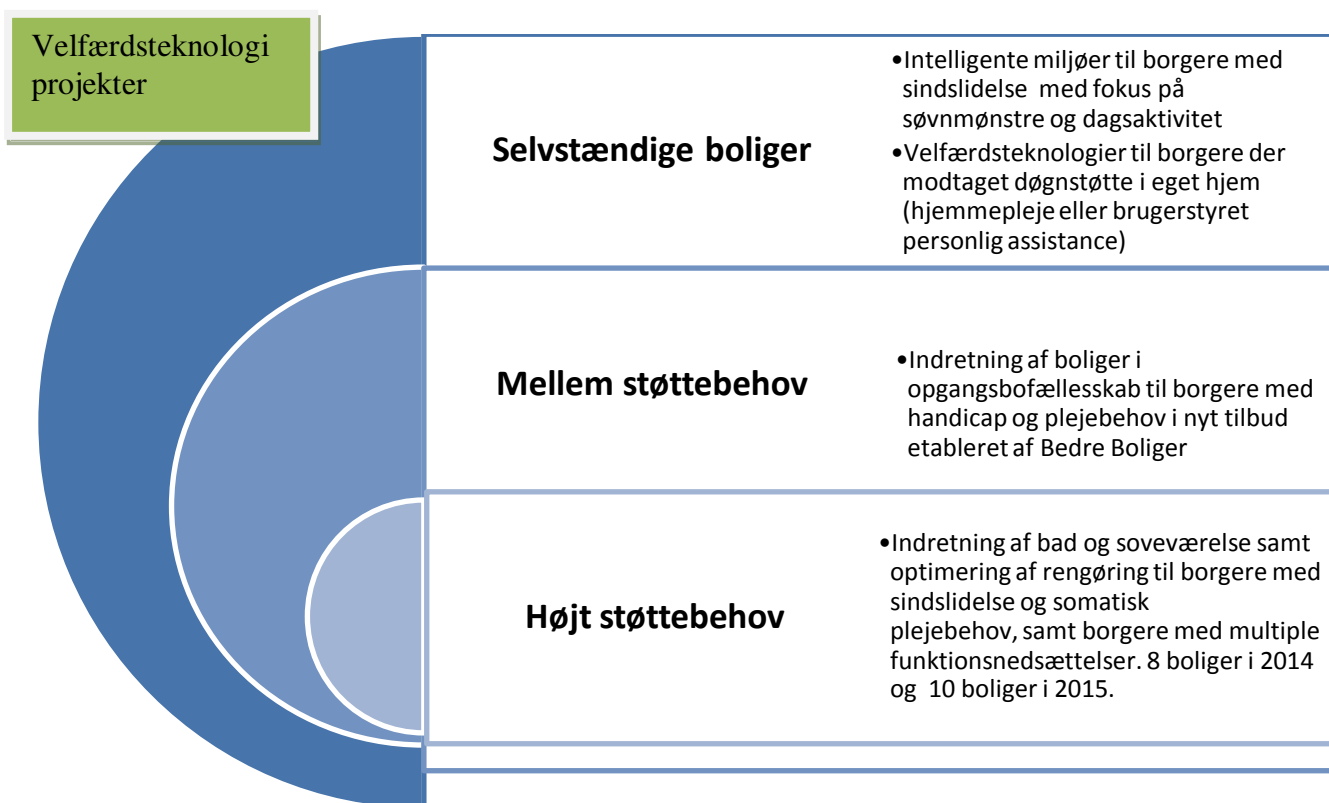 Velfærdsteknologi
projekter
Selvstændige boliger
•Intelligente miljøer til borgere med
sindslidelse med fokus på
søvnmønstre og dagsaktivitet
•Velfærdsteknologier til borgere der
modtaget døgnstøtte i eget hjem
(hjemmepleje eller brugerstyret
personlig assistance)
Mellem støttebehov
•Indretning af boliger i
opgangsbofællesskab til borgere med
handicap og plejebehov i nyt tilbud
etableret af Bedre Boliger
Højt støttebehov
•Indretning af bad og soveværelse samt
optimering af rengøring til borgere med
sindslidelse og somatisk
plejebehov, samt borgere med multiple
funktionsnedsættelser. 8 boliger i 2014
og 10 boliger i 2015.